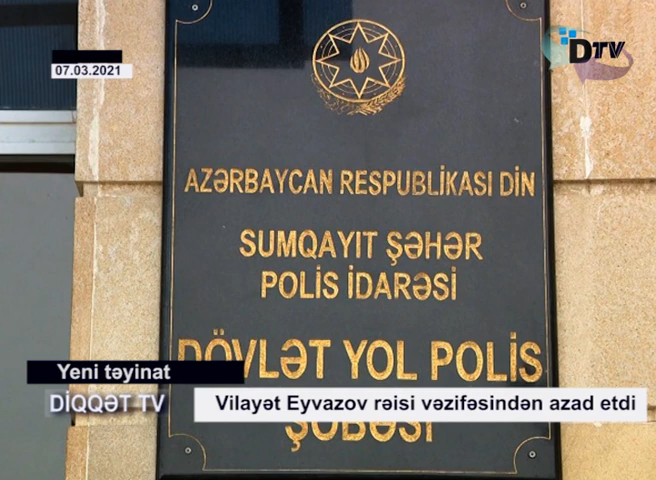 DTV
07.03.2021
AZƏRBAYCAN RESPUBLİKASI DİN
SUMQAYIT ŞƏHƏR
POLİS İDARƏSİ
DÖVLƏT YOL POLİS
ŞÖBƏSİ
Yeni təyinat
DİQQƏT TV
Vilayət Eyvazov rəisi vəzifəsindən azad etdi